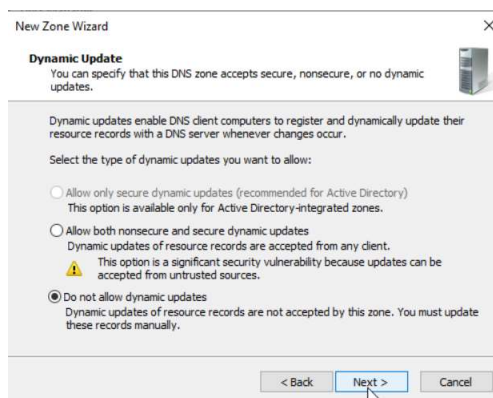 New Zone Wizard
Dynamic Update
You can specify that this DNS zone accepts secure, nonsecure, or no dynamic
updates.
Dynamic updates enable DNS client computers to register and dynamically update their
resource records with a DNS server whenever changes occur.
Select the type of dynamic updates you want to allow:
Allow only secure dynamic updates (recommended for Active Directory)
This option is available only for Active Directory-integrated zones.
Allow both nonsecure and secure dynamic updates
Dynamic updates of resource records are accepted from any client.
This option is a significant security vulnerability because updates can be
accepted from untrusted sources.
Do not allow dynamic updates
Dynamic updates of resource records are not accepted by this zone. You must update
these records manually.
< Back Next > Cancel